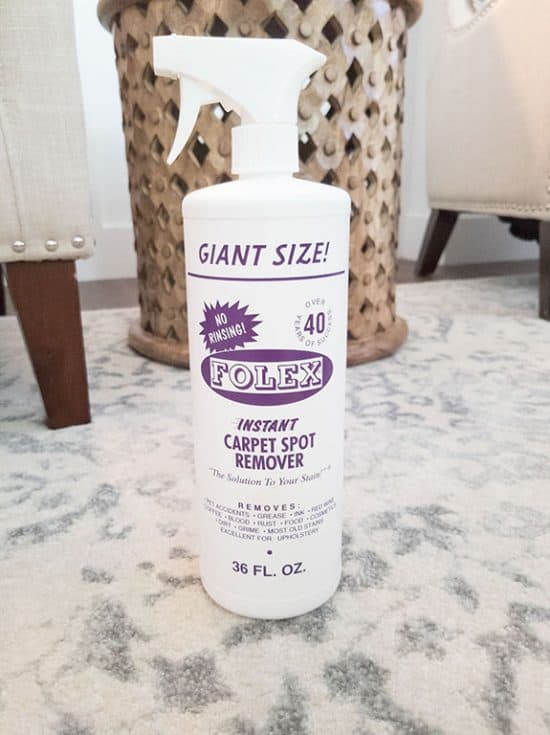 GIANT SIZE!
NO
RINSING!
OVER
40
YEARS OF SUCCESS
FOLEX
INSTANT
CARPET SPOT
REMOVER
"The Solution To Your Stains"
REMOVES:
PET ACCIDENTS • GREASE • INK • RED WINE
COFFEE • BLOOD • RUST • FOOD • COSMETICS
• DIRT • GRIME • MOST OLD STAINS
EXCELLENT FOR UPHOLSTERY
36 FL. OZ.